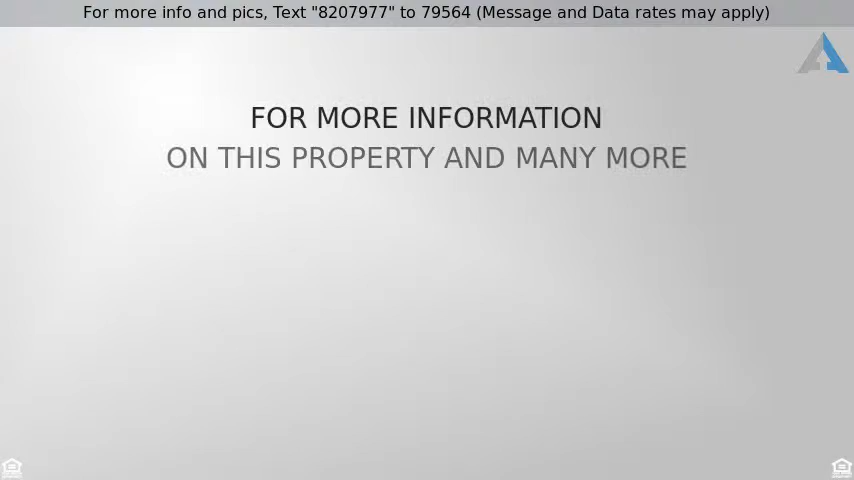 For more info and pics, Text "8207977" to 79564 (Message and Data rates may apply)
FOR MORE INFORMATION
ON THIS PROPERTY AND MANY MORE